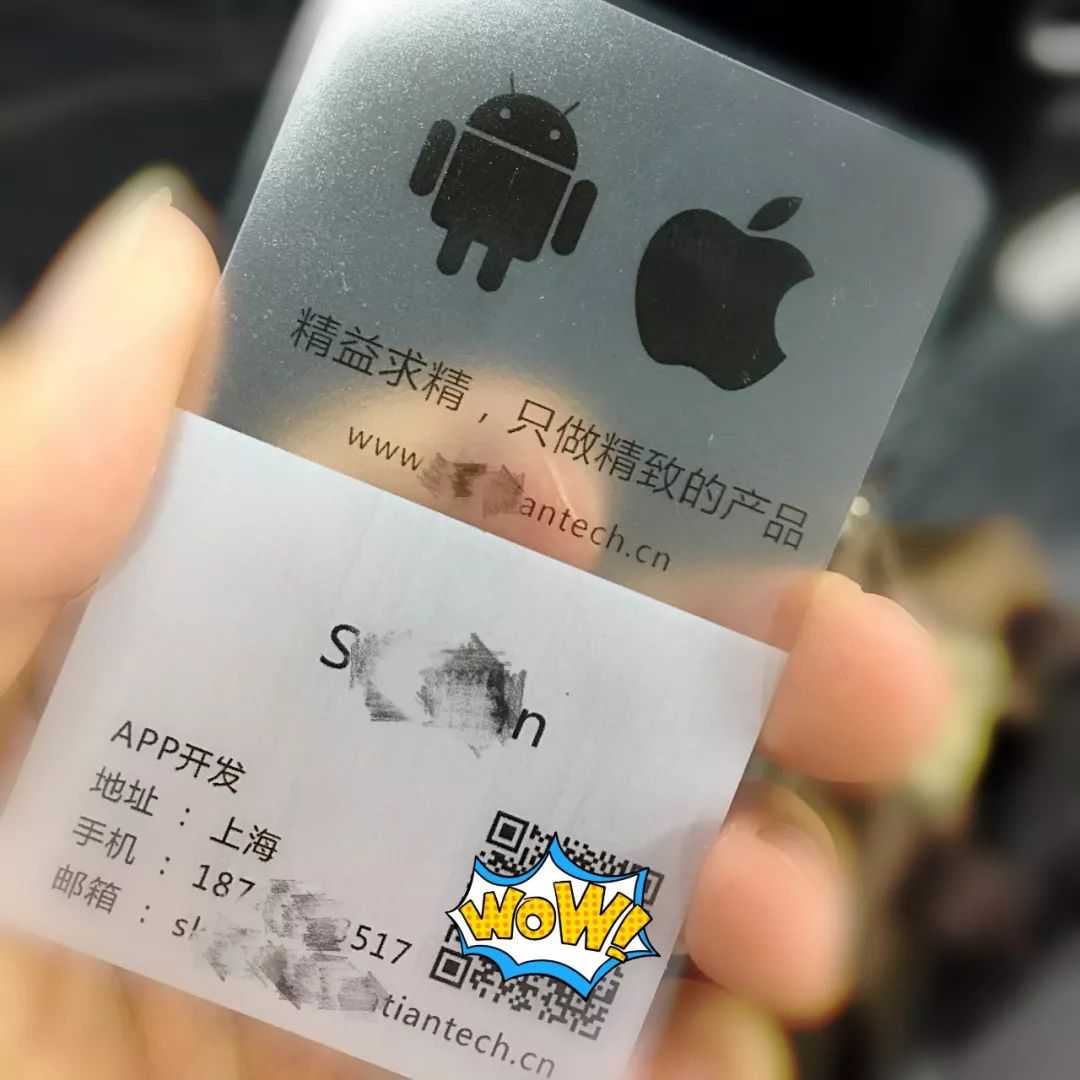 精益求精，只做精致的产品
www. antech.cn
S n
APP开发
地址：上海
手机：187 517
邮箱：s tiantech.cn
WOW!